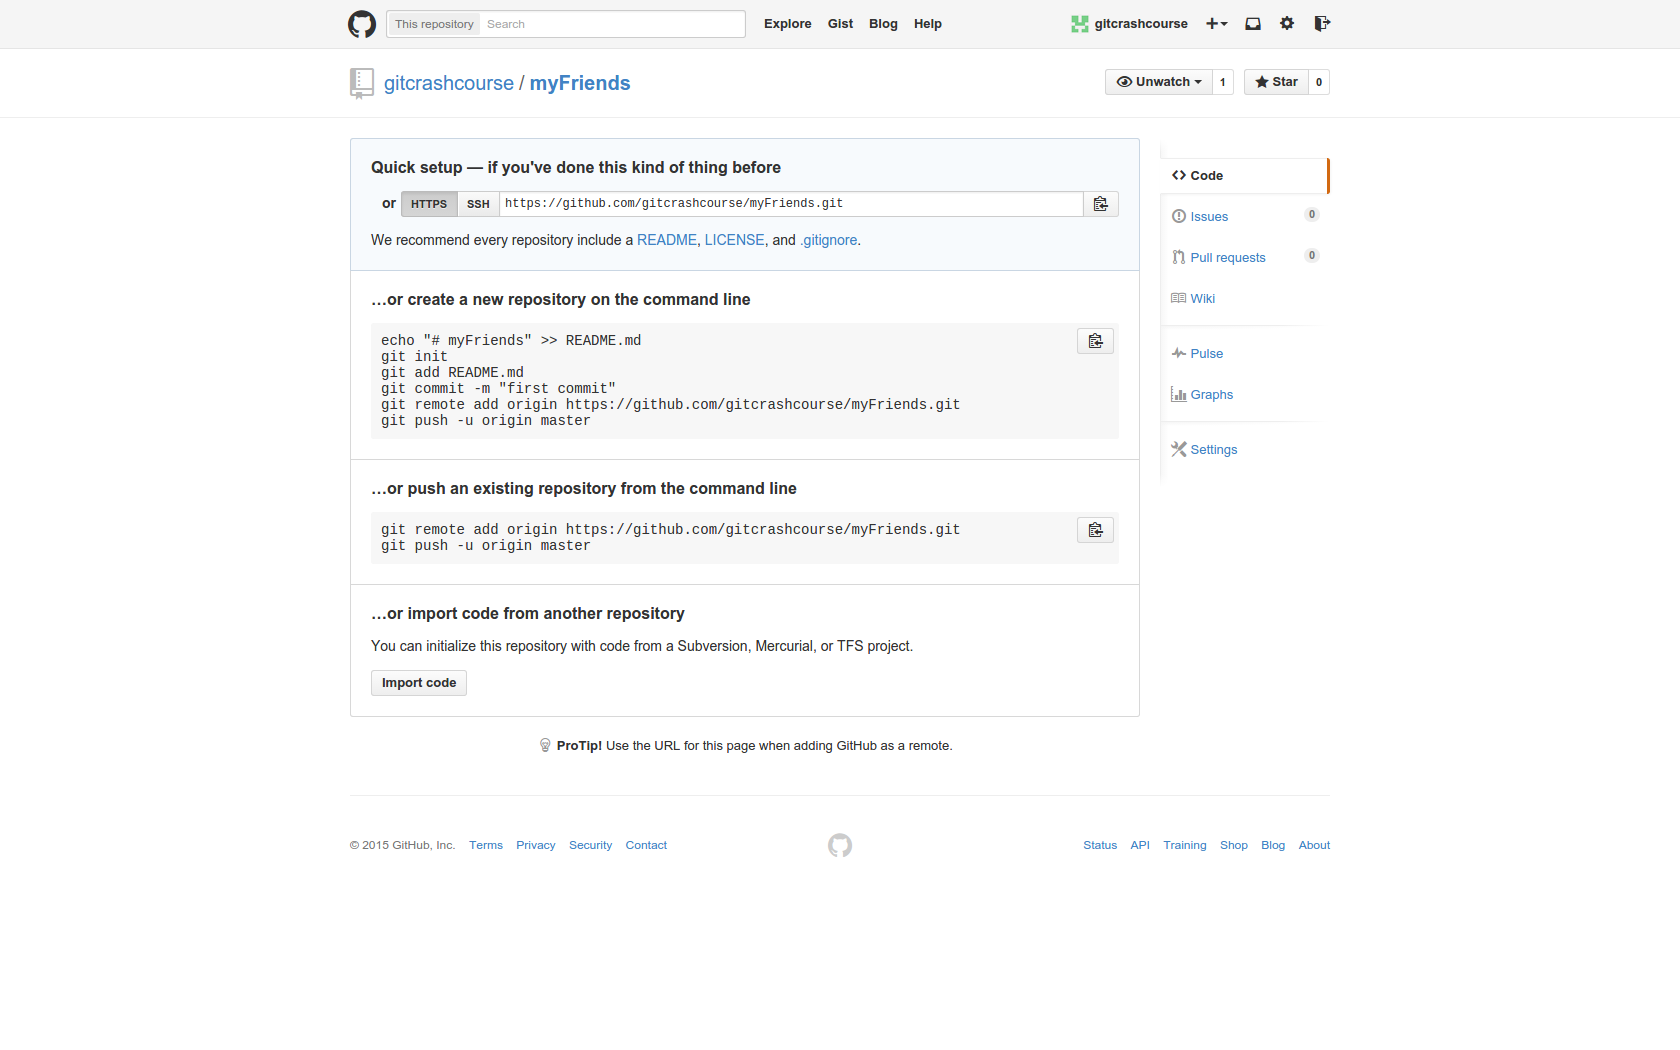 This repository Search Explore Gist Blog Help gitcrashcourse
gitcrashcourse / myFriends Unwatch 1 Star 0
Quick setup — if you've done this kind of thing before
or HTTPS SSH https://github.com/gitcrashcourse/myFriends.git
We recommend every repository include a README, LICENSE, and .gitignore.
…or create a new repository on the command line
echo "# myFriends" >> README.md
git init
git add README.md
git commit -m "first commit"
git remote add origin https://github.com/gitcrashcourse/myFriends.git
git push -u origin master
…or push an existing repository from the command line
git remote add origin https://github.com/gitcrashcourse/myFriends.git
git push -u origin master
…or import code from another repository
You can initialize this repository with code from a Subversion, Mercurial, or TFS project.
Import code
ProTip! Use the URL for this page when adding GitHub as a remote.
Code
Issues 0
Pull requests 0
Wiki
Pulse
Graphs
Settings
© 2015 GitHub, Inc. Terms Privacy Security Contact Status API Training Shop Blog About